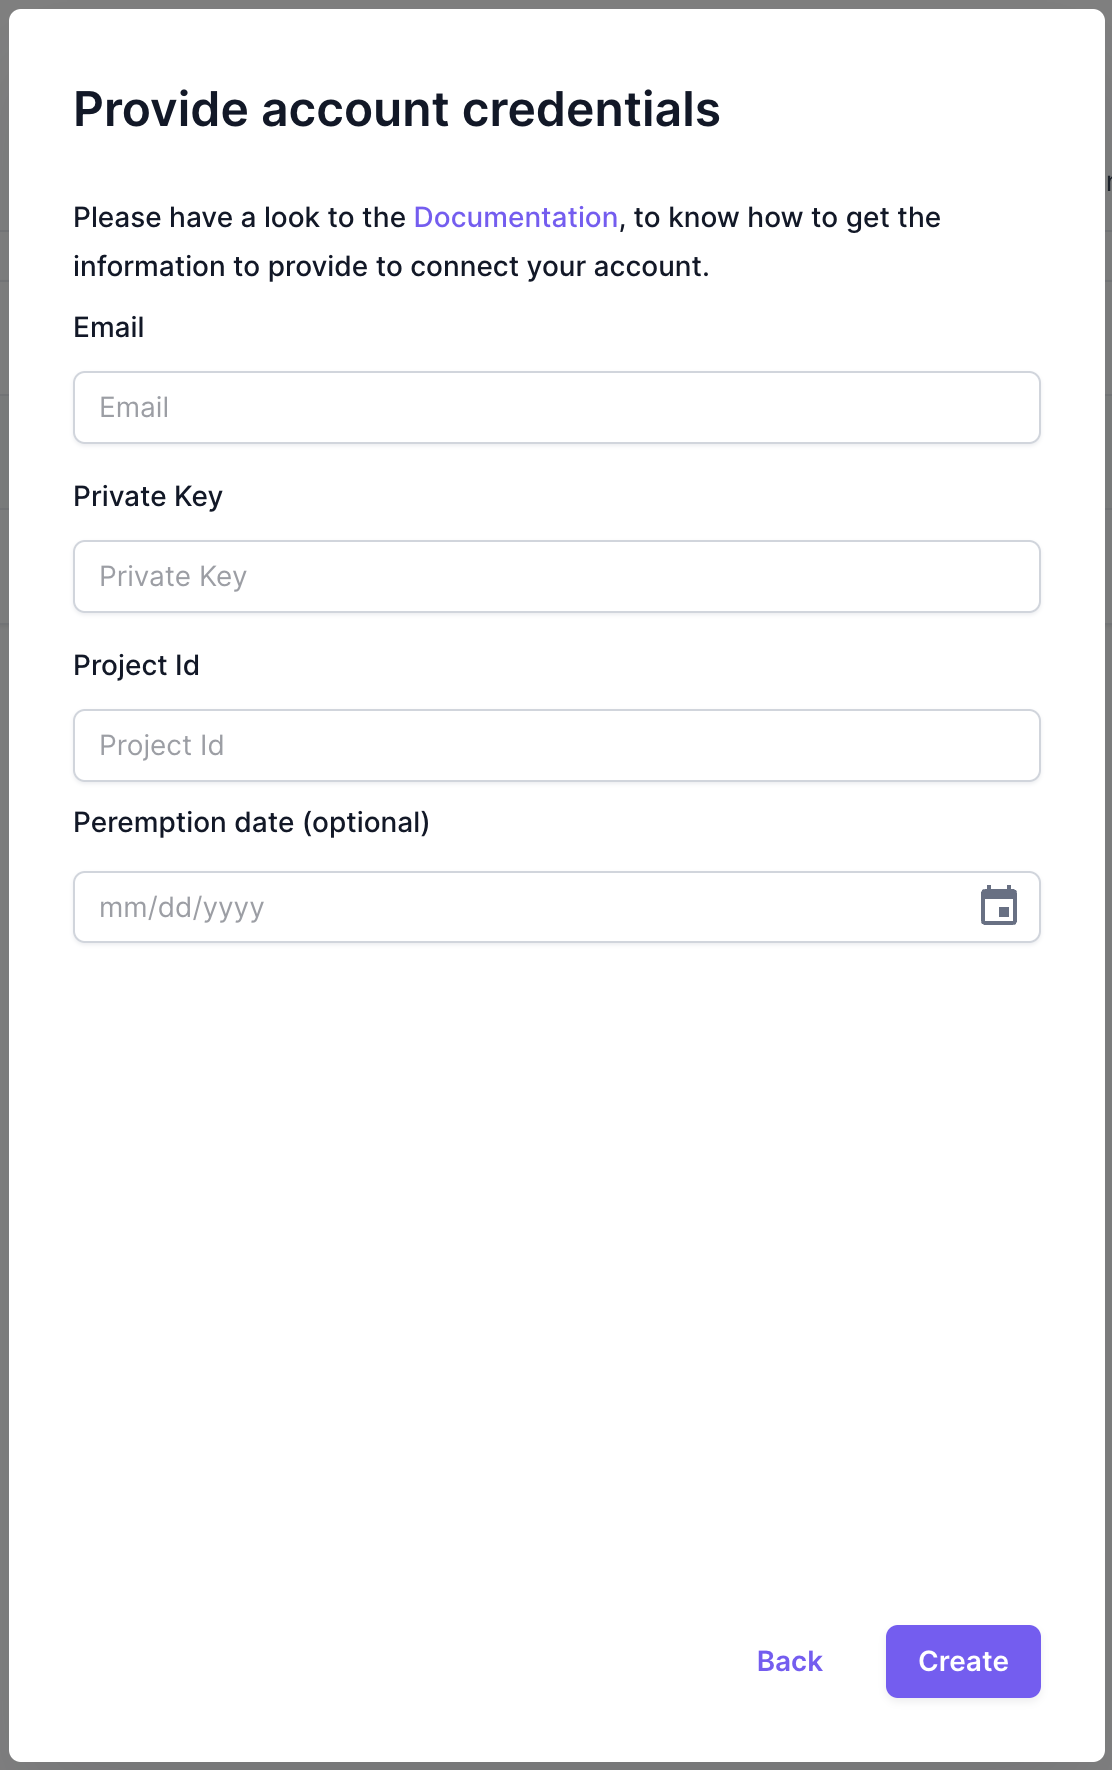 Provide account credentials
Please have a look to the Documentation, to know how to get the
information to provide to connect your account.
Email
Email
Private Key
Private Key
Project Id
Project Id
Peremption date (optional)
mm/dd/yyyy
Back
Create